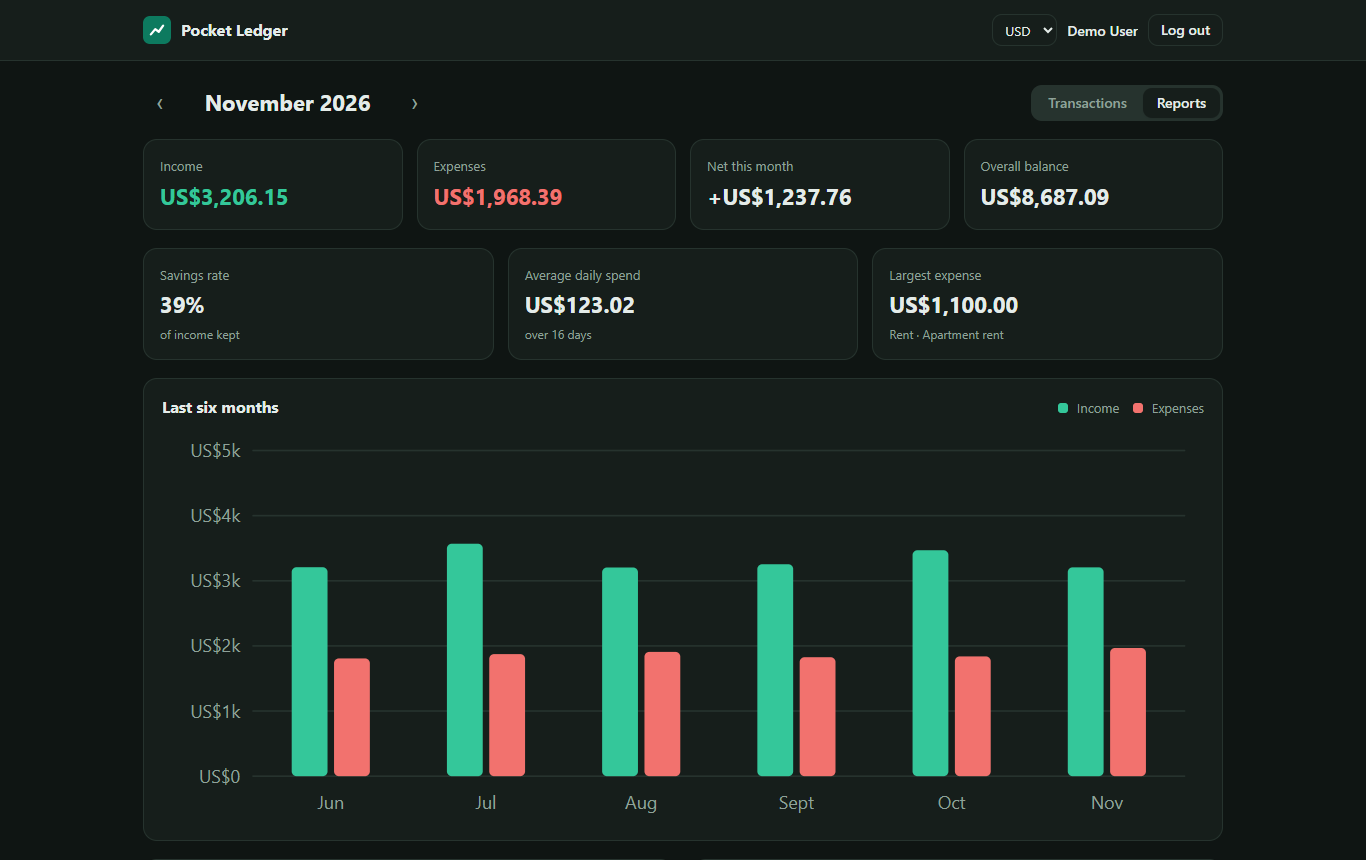 Pocket Ledger
USD
Demo User
Log out
‹
November 2026
›
Transactions
Reports
Income
US$3,206.15
Expenses
US$1,968.39
Net this month
+US$1,237.76
Overall balance
US$8,687.09
Savings rate
39%
of income kept
Average daily spend
US$123.02
over 16 days
Largest expense
US$1,100.00
Rent · Apartment rent
Last six months
Income
Expenses
US$5k
US$4k
US$3k
US$2k
US$1k
US$0
Jun
Jul
Aug
Sept
Oct
Nov